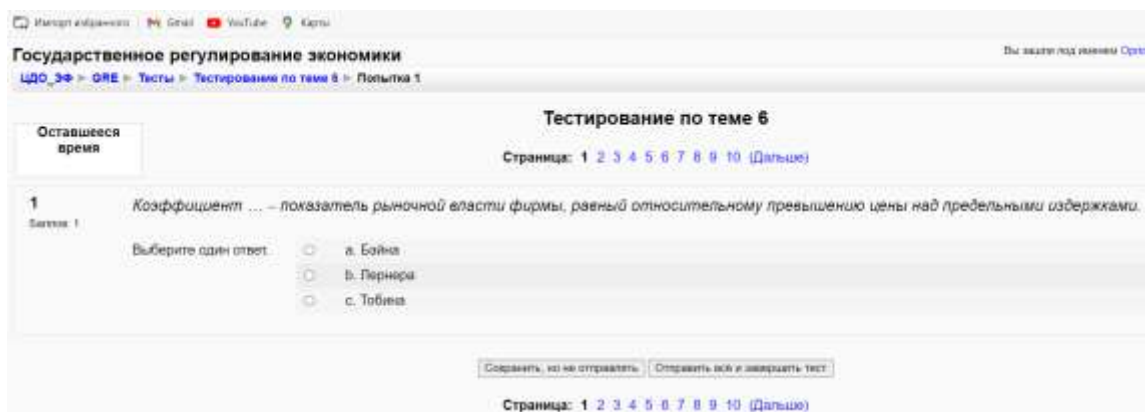 Импорт избранного Gmail YouTube Карты
Государственное регулирование экономики
Вы зашли под именем
ЦДО_ЭФ ► GRE ► Тесты ► Тестирование по теме 6 ► Попытка 1
Тестирование по теме 6
Оставшееся
время
Страница: 1 2 3 4 5 6 7 8 9 10 (Дальше)
1
Баллов: 1
Коэффициент … – показатель рыночной власти фирмы, равный относительному превышению цены над предельными издержками.
Выберите один ответ.
a. Бэйна
b. Лернера
c. Тобина
Сохранить, но не отправлять Отправить всё и завершить тест
Страница: 1 2 3 4 5 6 7 8 9 10 (Дальше)